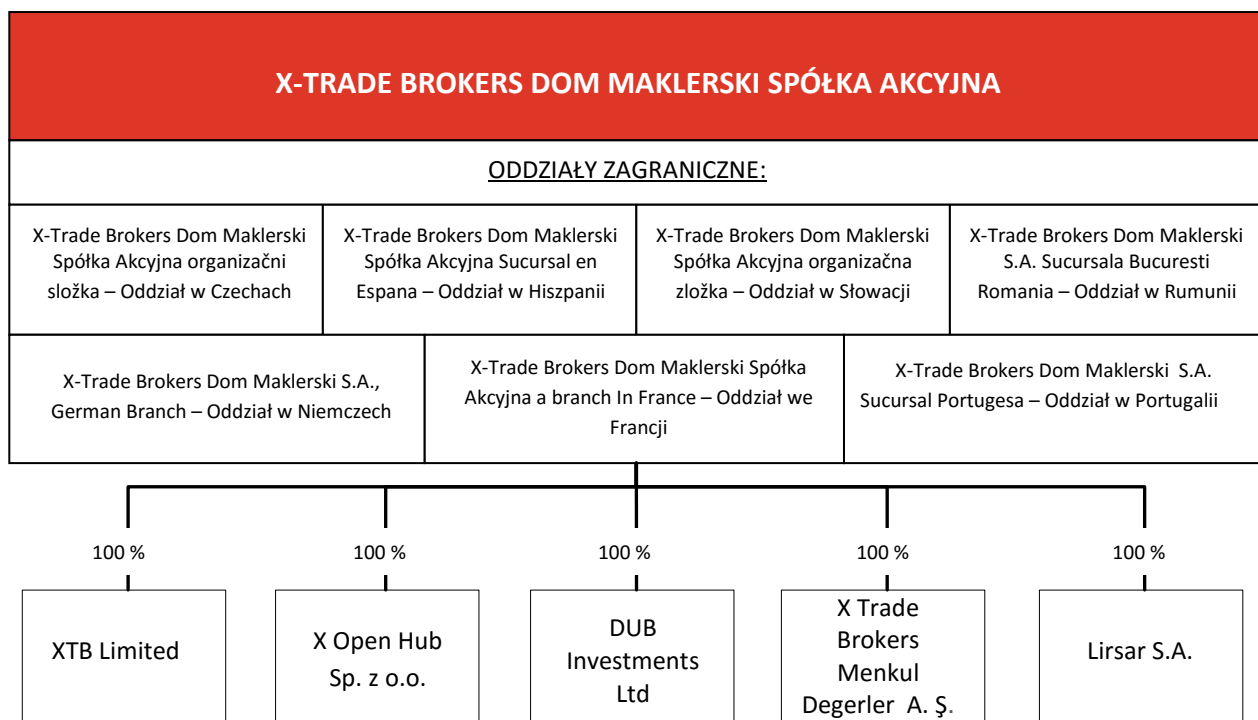 X-TRADE BROKERS DOM MAKLERSKI SPÓŁKA AKCYJNA
ODDZIAŁY ZAGRANICZNE:
X-Trade Brokers Dom Maklerski
Spółka Akcyjna organizačni
složka – Oddział w Czechach
X-Trade Brokers Dom Maklerski
Spółka Akcyjna Sucursal en
Espana – Oddział w Hiszpanii
X-Trade Brokers Dom Maklerski
Spółka Akcyjna organizačna
zložka – Oddział w Słowacji
X-Trade Brokers Dom Maklerski
S.A. Sucursala Bucuresti
Romania – Oddział w Rumunii
X-Trade Brokers Dom Maklerski S.A.,
German Branch – Oddział w Niemczech
X-Trade Brokers Dom Maklerski Spółka
Akcyjna a branch In France – Oddział we
Francji
X-Trade Brokers Dom Maklerski S.A.
Sucursal Portugesa – Oddział w Portugalii
100 %
100 %
100 %
100 %
100 %
XTB Limited
X Open Hub
Sp. z o.o.
DUB
Investments
Ltd
X Trade
Brokers
Menkul
Degerler A. Ş.
Lirsar S.A.